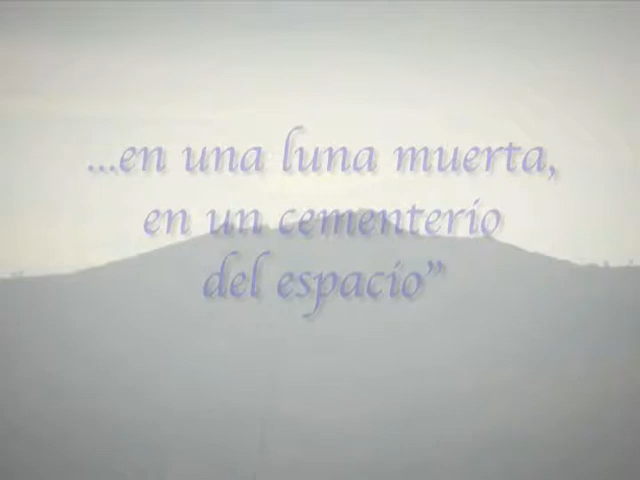 ...en una luna muerta,
en un cementerio
del espacio”